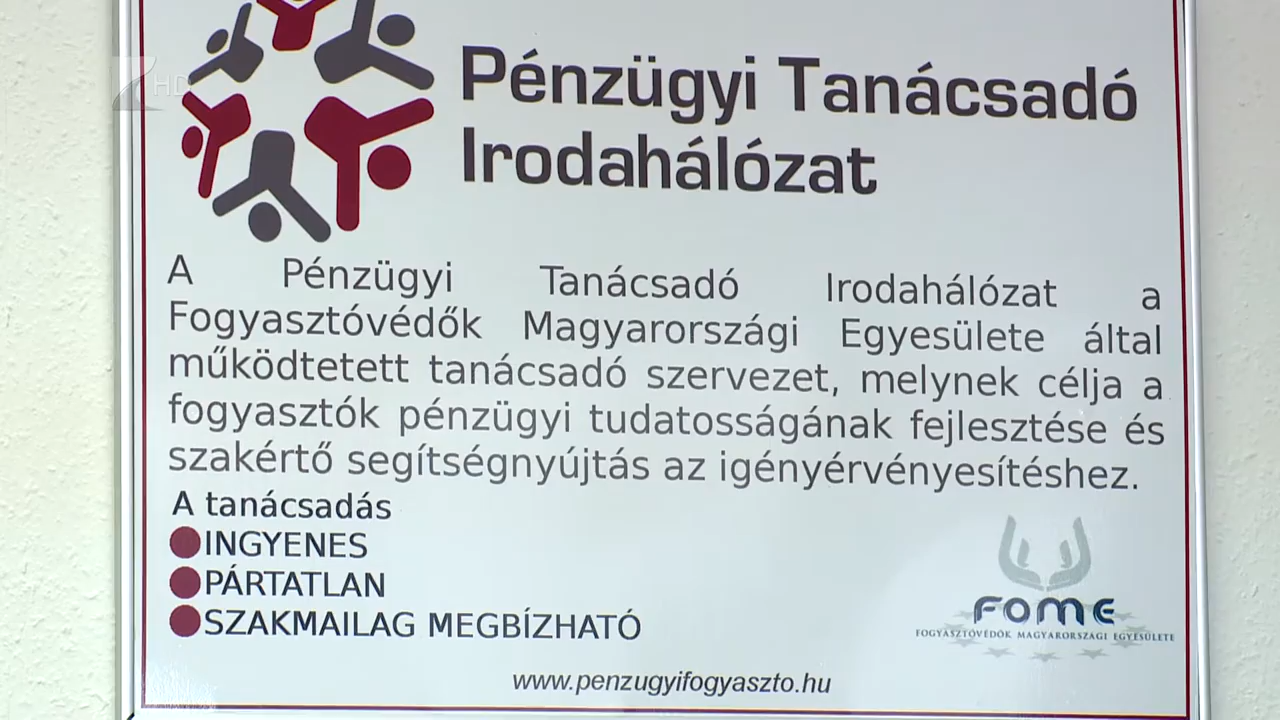 HD
Pénzügyi Tanácsadó
Irodahálózat
A Pénzügyi Tanácsadó Irodahálózat a
Fogyasztóvédők Magyarországi Egyesülete által
működtetett tanácsadó szervezet, melynek célja a
fogyasztók pénzügyi tudatosságának fejlesztése és
szakértő segítségnyújtás az igényérvényesítéshez.
A tanácsadás
INGYENES
PÁRTATLAN
SZAKMAILAG MEGBÍZHATÓ
FOME
FOGYASZTÓVÉDŐK MAGYARORSZÁGI EGYESÜLETE
www.penzugyifogyaszto.hu